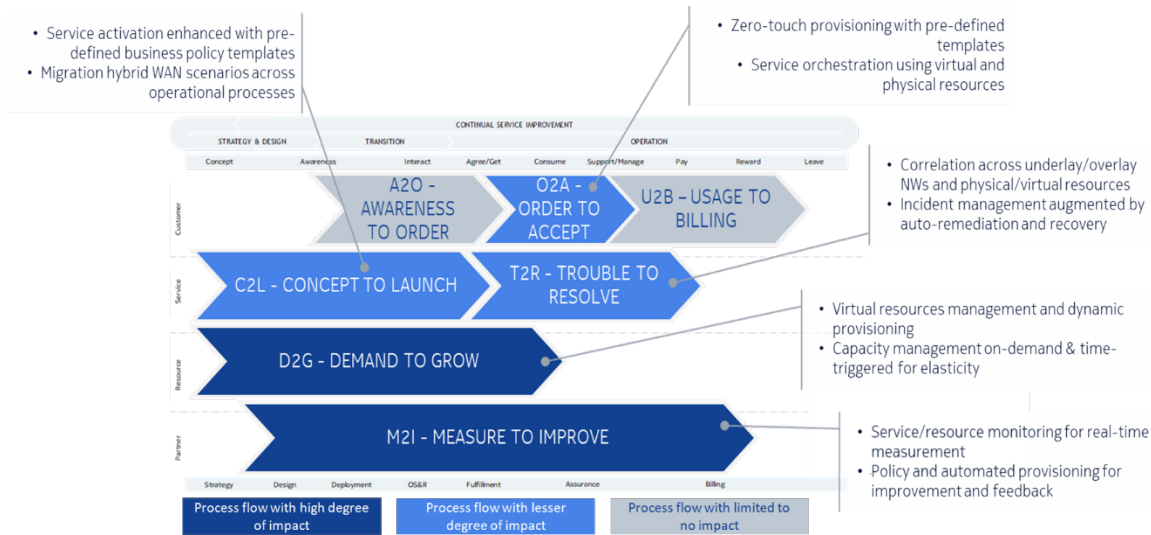 • Service activation enhanced with pre-
defined business policy templates
• Migration hybrid WAN scenarios across
operational processes
• Zero-touch provisioning with pre-defined
templates
• Service orchestration using virtual and
physical resources
CONTINUAL SERVICE IMPROVEMENT
STRATEGY & DESIGN TRANSITION OPERATION
Concept Awareness Interact Agree/Get Consume Support/Manage Pay Reward Leave
• Correlation across underlay/overlay
NWs and physical/virtual resources
• Incident management augmented by
auto-remediation and recovery
Customer
A2O -
AWARENESS
TO ORDER
O2A -
ORDER TO
ACCEPT
U2B – USAGE TO
BILLING
Service
C2L - CONCEPT TO LAUNCH
T2R - TROUBLE TO
RESOLVE
• Virtual resources management and dynamic
provisioning
• Capacity management on-demand & time-
triggered for elasticity
Resource
D2G - DEMAND TO GROW
Partner
M2I - MEASURE TO IMPROVE
• Service/resource monitoring for real-time
measurement
• Policy and automated provisioning for
improvement and feedback
Strategy Design Deployment OS&R Fulfillment Assurance Billing
Process flow with high degree
of impact
Process flow with lesser
degree of impact
Process flow with limited to
no impact